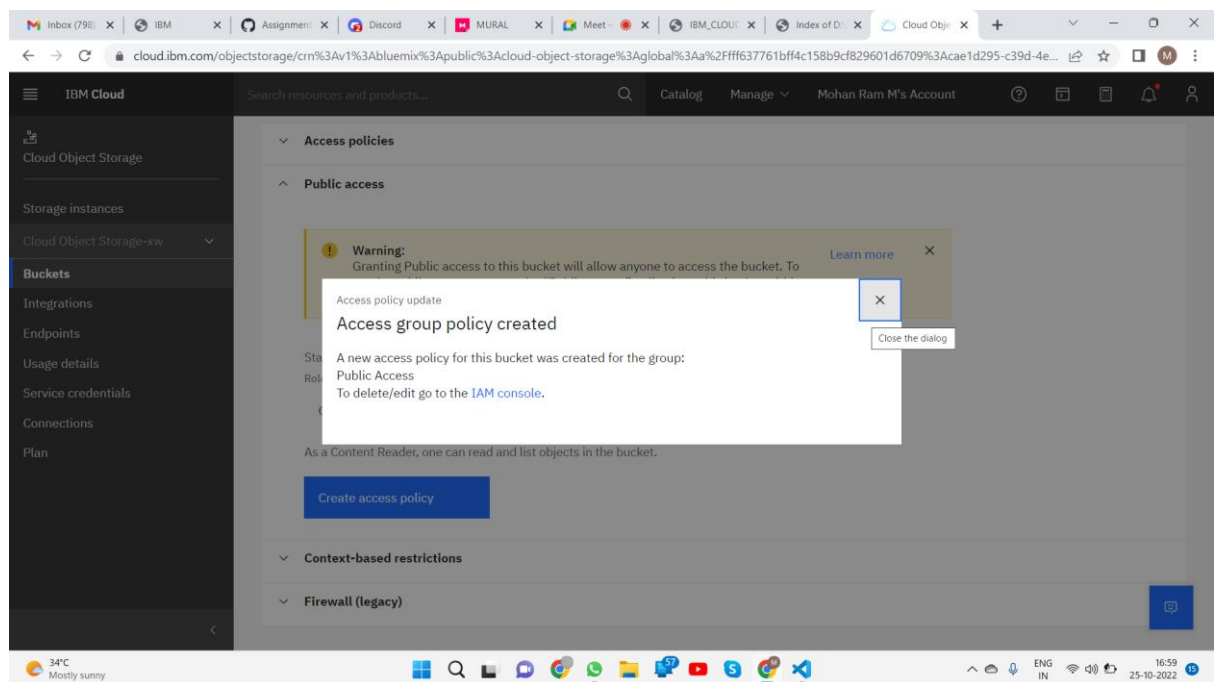 Inbox (798)
IBM
Assignment
Discord
MURAL
Meet –
IBM_CLOU
Index of D:\
Cloud Obje
cloud.ibm.com/objectstorage/crn%3Av1%3Abluemix%3Apublic%3Acloud-object-storage%3Aglobal%3Aa%2Ffff637761bff4c158b9cf829601d6709%3Acae1d295-c39d-4e...
M
IBM Cloud
Search resources and products...
Catalog
Manage
Mohan Ram M's Account
Cloud Object Storage
Storage instances
Cloud Object Storage-xw
Buckets
Integrations
Endpoints
Usage details
Service credentials
Connections
Plan
Access policies
Public access
Warning:
Granting Public access to this bucket will allow anyone to access the bucket. To
Learn more
Access policy update
Access group policy created
Close the dialog
A new access policy for this bucket was created for the group:
Public Access
To delete/edit go to the IAM console.
As a Content Reader, one can read and list objects in the bucket.
Create access policy
Context-based restrictions
Firewall (legacy)
34°C
Mostly sunny
57
ENG
IN
16:59
25-10-2022
15